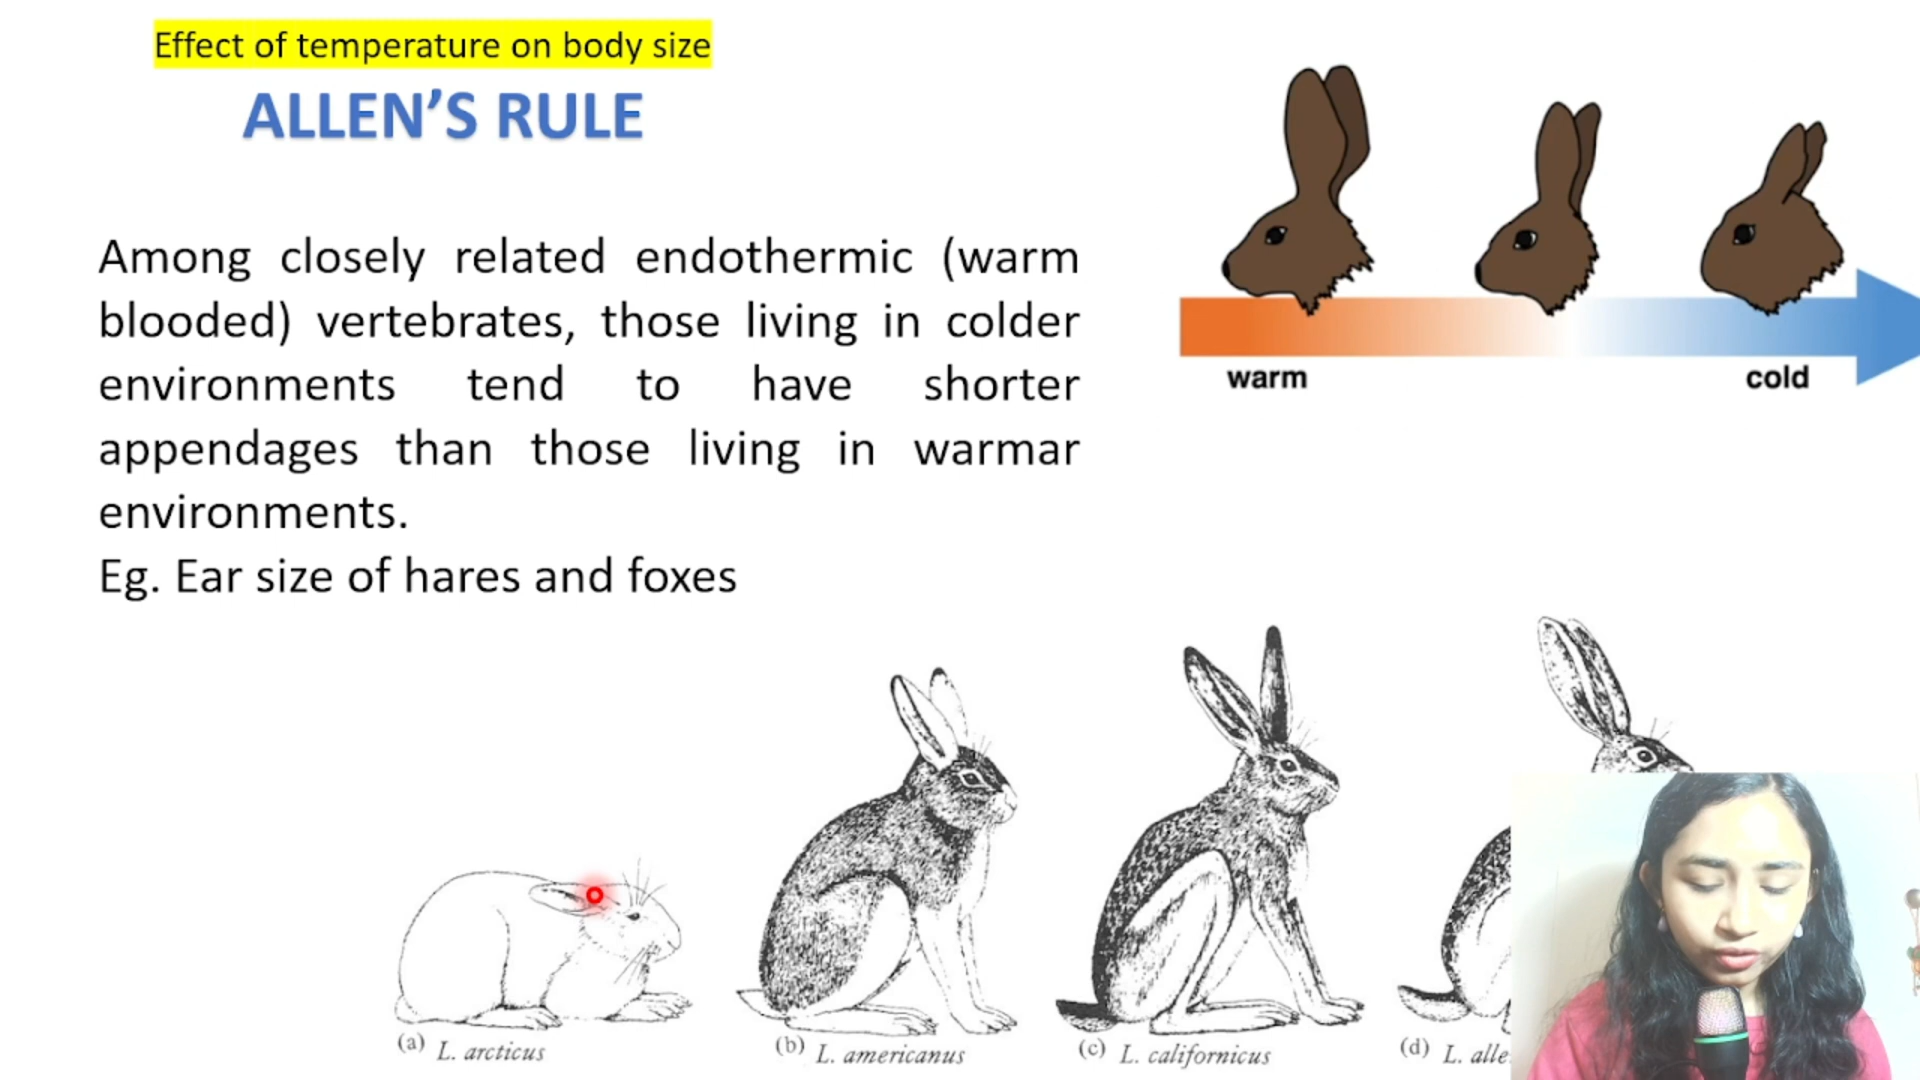 Effect of temperature on body size
ALLEN’S RULE
Among closely related endothermic (warm
blooded) vertebrates, those living in colder
environments tend to have shorter
appendages than those living in warmar
environments.
Eg. Ear size of hares and foxes
warm
cold
(a) L. arcticus
(b) L. americanus
(c) L. californicus
(d) L. alle